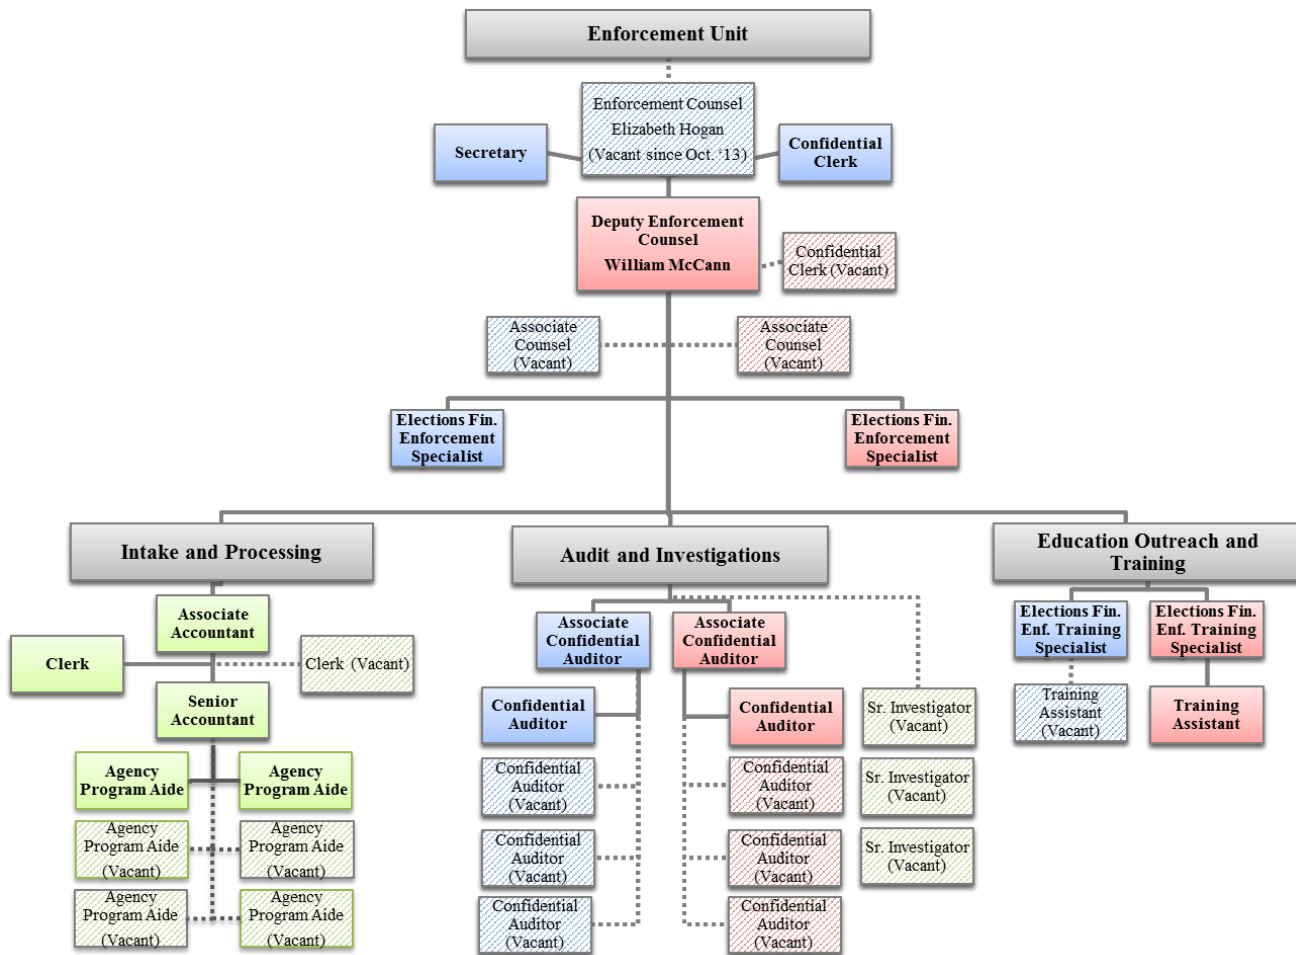 Enforcement Unit
Enforcement Counsel
Elizabeth Hogan
(Vacant since Oct. ‘13)
Secretary
Confidential
Clerk
Deputy Enforcement
Counsel
William McCann
Confidential
Clerk (Vacant)
Associate
Counsel
(Vacant)
Associate
Counsel
(Vacant)
Elections Fin.
Enforcement
Specialist
Elections Fin.
Enforcement
Specialist
Intake and Processing
Associate
Accountant
Clerk
Clerk (Vacant)
Senior
Accountant
Agency
Program Aide
Agency
Program Aide
Agency
Program Aide
(Vacant)
Agency
Program Aide
(Vacant)
Agency
Program Aide
(Vacant)
Agency
Program Aide
(Vacant)
Audit and Investigations
Associate
Confidential
Auditor
Associate
Confidential
Auditor
Confidential
Auditor
Confidential
Auditor
Sr. Investigator
(Vacant)
Confidential
Auditor
(Vacant)
Confidential
Auditor
(Vacant)
Sr. Investigator
(Vacant)
Confidential
Auditor
(Vacant)
Confidential
Auditor
(Vacant)
Sr. Investigator
(Vacant)
Confidential
Auditor
(Vacant)
Confidential
Auditor
(Vacant)
Education Outreach and
Training
Elections Fin.
Enf. Training
Specialist
Elections Fin.
Enf. Training
Specialist
Training
Assistant
(Vacant)
Training
Assistant